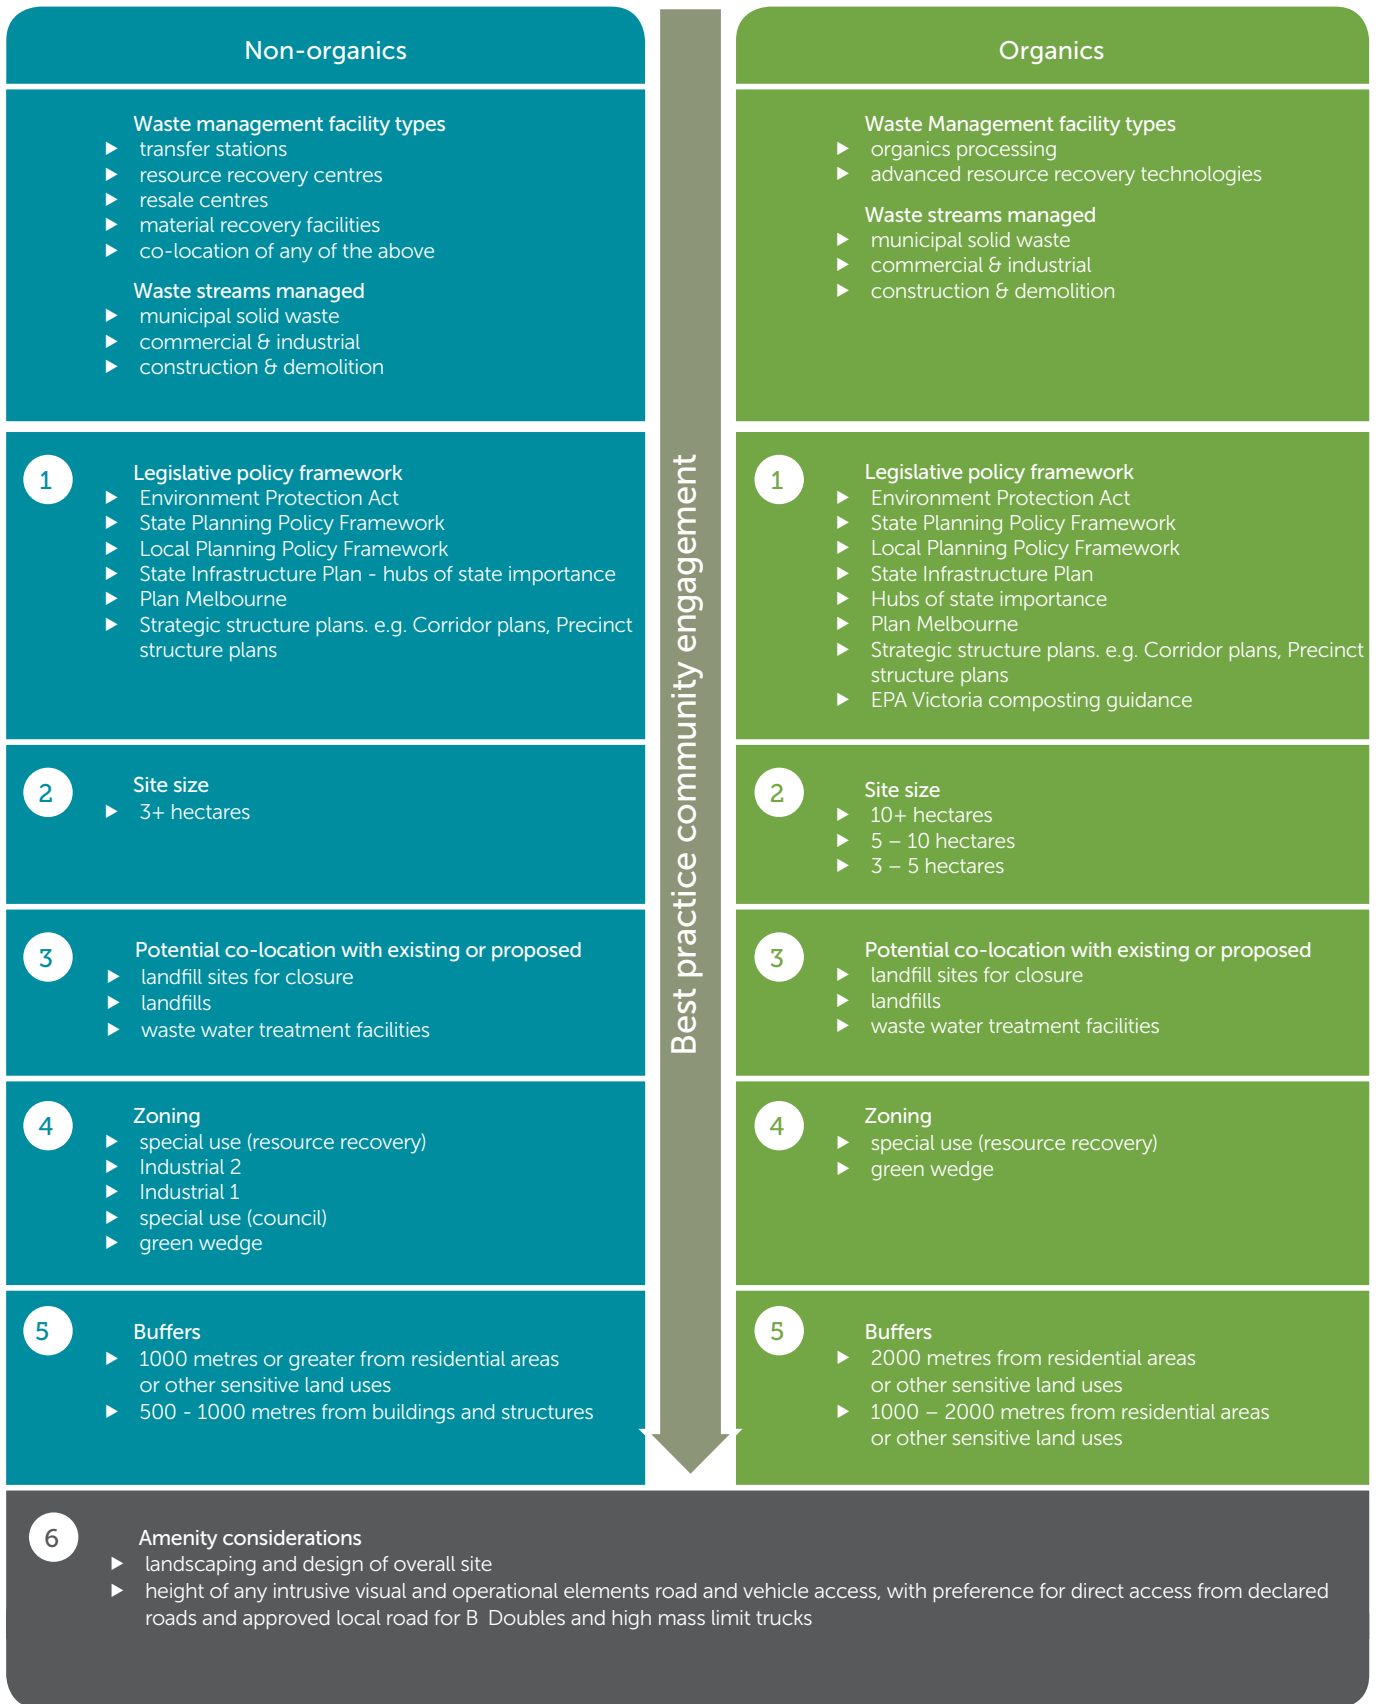 Non-organics
Waste management facility types
transfer stations
resource recovery centres
resale centres
material recovery facilities
co-location of any of the above
Waste streams managed
municipal solid waste
commercial & industrial
construction & demolition
1
Legislative policy framework
Environment Protection Act
State Planning Policy Framework
Local Planning Policy Framework
State Infrastructure Plan - hubs of state importance
Plan Melbourne
Strategic structure plans. e.g. Corridor plans, Precinct
structure plans
2
Site size
3+ hectares
3
Potential co-location with existing or proposed
landfill sites for closure
landfills
waste water treatment facilities
4
Zoning
special use (resource recovery)
Industrial 2
Industrial 1
special use (council)
green wedge
5
Buffers
1000 metres or greater from residential areas
or other sensitive land uses
500 - 1000 metres from buildings and structures
Best practice community engagement
Organics
Waste Management facility types
organics processing
advanced resource recovery technologies
Waste streams managed
municipal solid waste
commercial & industrial
construction & demolition
1
Legislative policy framework
Environment Protection Act
State Planning Policy Framework
Local Planning Policy Framework
State Infrastructure Plan
Hubs of state importance
Plan Melbourne
Strategic structure plans. e.g. Corridor plans, Precinct
structure plans
EPA Victoria composting guidance
2
Site size
10+ hectares
5 – 10 hectares
3 – 5 hectares
3
Potential co-location with existing or proposed
landfill sites for closure
landfills
waste water treatment facilities
4
Zoning
special use (resource recovery)
green wedge
5
Buffers
2000 metres from residential areas
or other sensitive land uses
1000 – 2000 metres from residential areas
or other sensitive land uses
6
Amenity considerations
landscaping and design of overall site
height of any intrusive visual and operational elements road and vehicle access, with preference for direct access from declared
roads and approved local road for B Doubles and high mass limit trucks